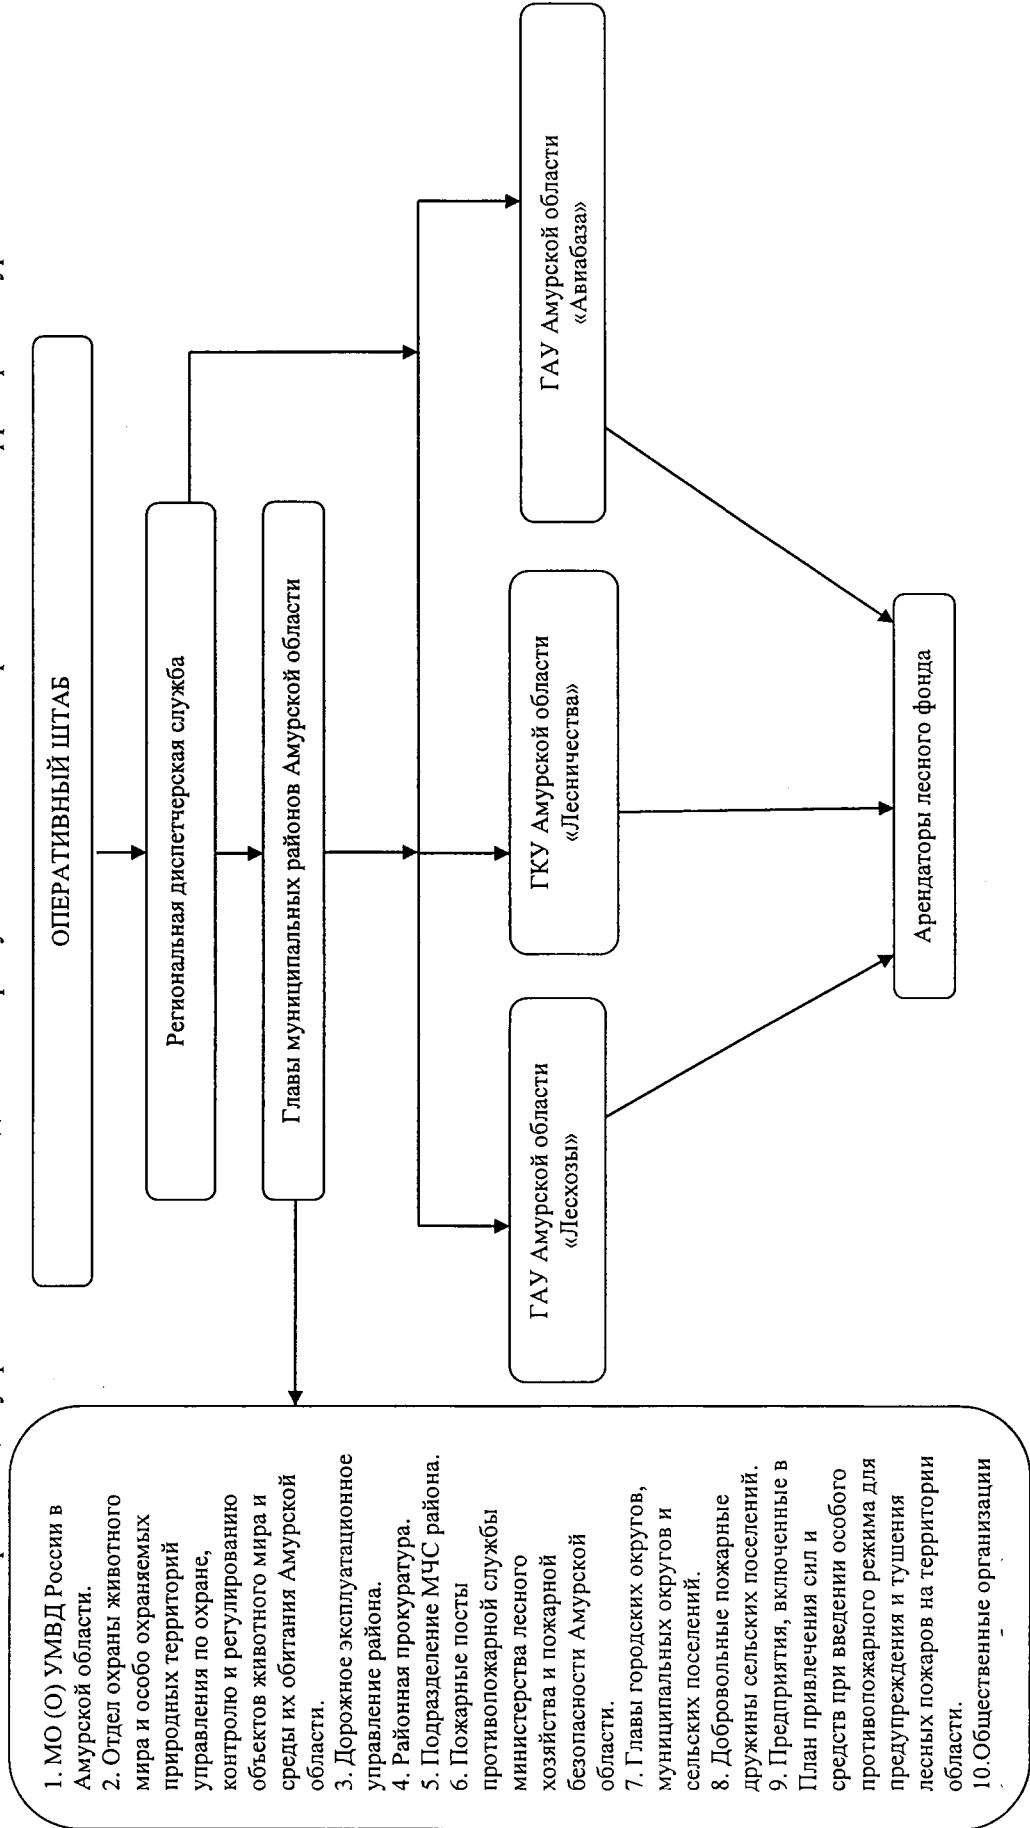 ОПЕРАТИВНЫЙ ШТАБ
Региональная диспетчерская служба
Главы муниципальных районов Амурской области
1. МО (О) УМВД России в
Амурской области.
2. Отдел охраны животного
мира и особо охраняемых
природных территорий
управления по охране,
контролю и регулированию
объектов животного мира и
среды их обитания Амурской
области.
3. Дорожное эксплуатационное
управление района.
4. Районная прокуратура.
5. Подразделение МЧС района.
6. Пожарные посты
противопожарной службы
министерства лесного
хозяйства и пожарной
безопасности Амурской
области.
7. Главы городских округов,
муниципальных округов и
сельских поселений.
8. Добровольные пожарные
дружины сельских поселений.
9. Предприятия, включенные в
План привлечения сил и
средств при введении особого
противопожарного режима для
предупреждения и тушения
лесных пожаров на территории
области.
10.Общественные организации
ГАУ Амурской области
«Лесхозы»
ГКУ Амурской области
«Лесничества»
ГАУ Амурской области
«Авиабаза»
Арендаторы лесного фонда